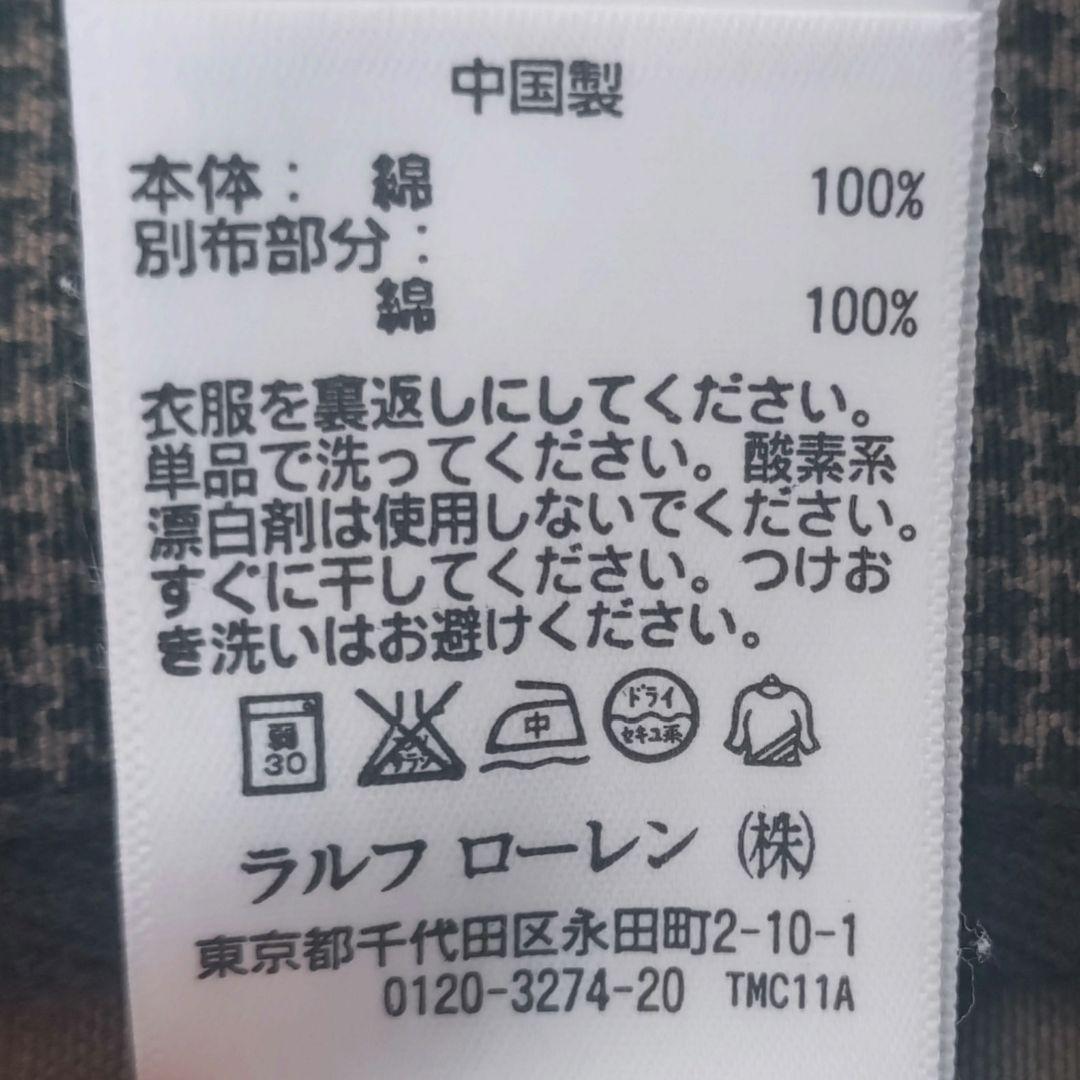 中国製
本体： 綿 100%
別布部分：
綿 100%
衣服を裏返しにしてください。
単品で洗ってください。酸素系
漂白剤は使用しないでください。
すぐに干してください。つけお
き洗いはお避けください。
弱
30
中
ドライ
セキユ系
ラルフ ローレン ㈱
東京都千代田区永田町2-10-1
0120-3274-20 TMC11A